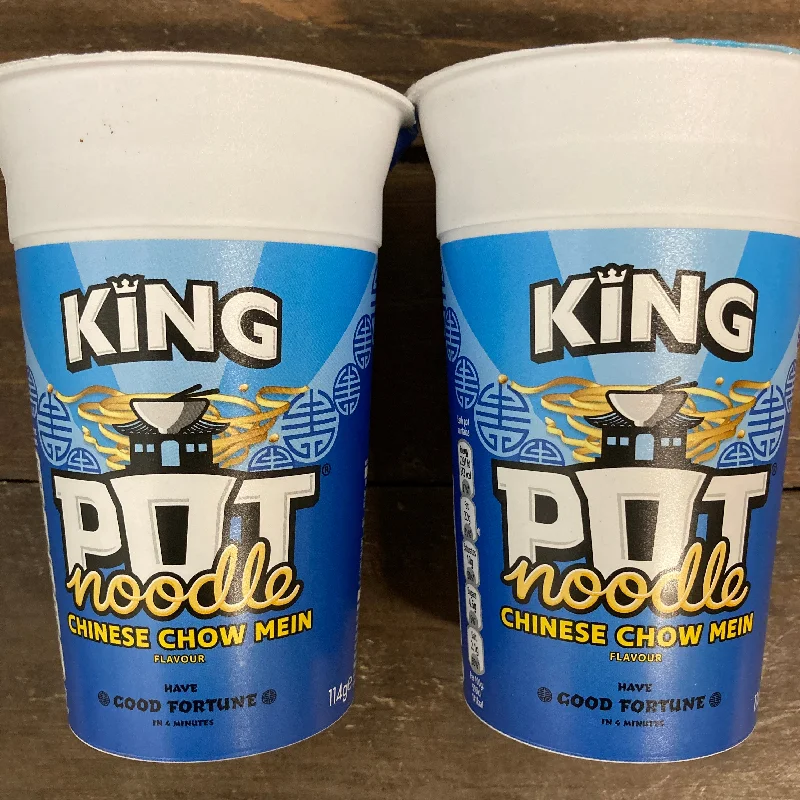 KING
POT®
noodle
CHINESE CHOW MEIN
FLAVOUR
HAVE
GOOD FORTUNE
IN 4 MINUTES
114g
KING
POT®
noodle
CHINESE CHOW MEIN
FLAVOUR
HAVE
GOOD FORTUNE
IN 4 MINUTES